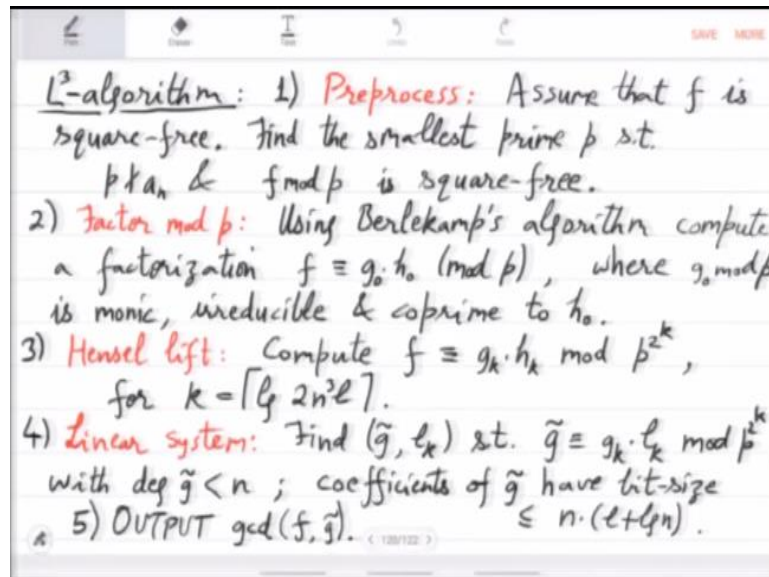 SAVE MORE
L³-algorithm: 1) Preprocess: Assume that f is
square-free. Find the smallest prime p s.t.
p∤aₙ & f mod p is square-free.
2) Factor mod p: Using Berlekamp's algorithm compute
a factorization f ≡ g₀·h₀ (mod p), where g₀ mod p
is monic, irreducible & coprime to h₀.
3) Hensel lift: Compute f ≡ gₖ·hₖ mod p^{2^k},
for k = ⌈lg 2n³ℓ⌉.
4) Linear system: Find (g̃, ℓₖ) s.t. g̃ ≡ gₖ·ℓₖ mod p^{2^k}
with deg g̃ < n ; coefficients of g̃ have bit-size
≤ n·(ℓ+lgn).
5) OUTPUT gcd(f, g̃).